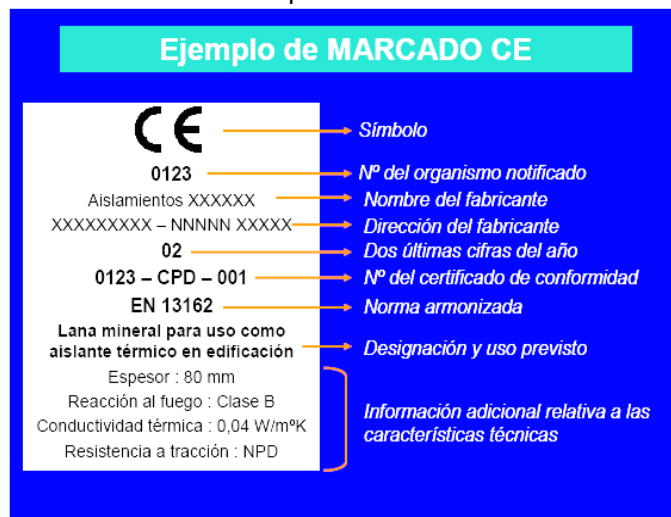 Ejemplo de MARCADO CE
CE Símbolo
0123 Nº del organismo notificado
Aislamientos XXXXXX Nombre del fabricante
XXXXXXXXX – NNNNN XXXXX Dirección del fabricante
02 Dos últimas cifras del año
0123 – CPD – 001 Nº del certificado de conformidad
EN 13162 Norma armonizada
Lana mineral para uso como
aislante térmico en edificación Designación y uso previsto
Espesor : 80 mm
Reacción al fuego : Clase B
Conductividad térmica : 0,04 W/mºK
Resistencia a tracción : NPD
Información adicional relativa a las
características técnicas